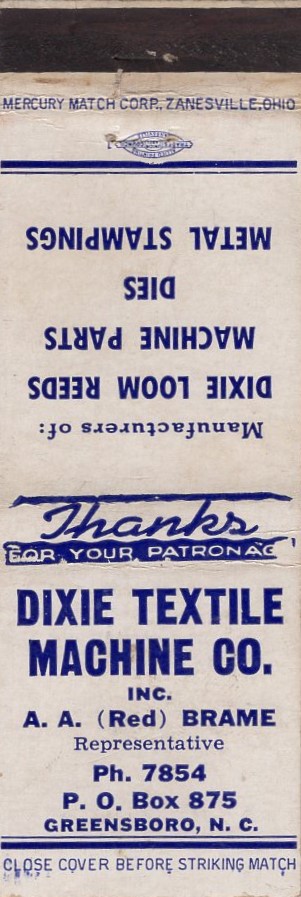 MERCURY MATCH CORP., ZANESVILLE, OHIO
Manufacturers of:
DIXIE LOOM REEDS
MACHINE PARTS
DIES
METAL STAMPINGS
Thanks
FOR YOUR PATRONAG
DIXIE TEXTILE
MACHINE CO.
INC.
A. A. (Red) BRAME
Representative
Ph. 7854
P. O. Box 875
GREENSBORO, N. C.
CLOSE COVER BEFORE STRIKING MATCH